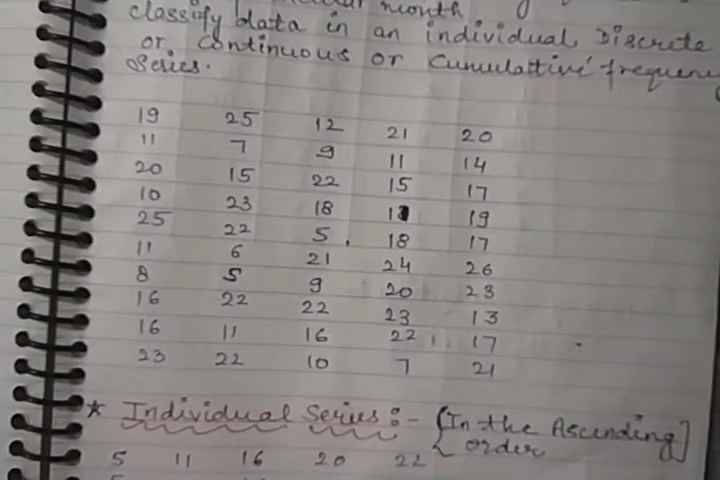 month
classify data in an individual, Discrete
or continuous or Cumulattive frequency
Series.
19 25 12 21 20
11 7 9 11 14
20 15 22 15 17
10 23 18 19
25 22 5 18 17
11 6 21 24 26
8 5 9 20 23
16 22 22 23 13
16 11 16 22 17
23 22 10 7 21
* Individual Series :- [In the Ascending
order]
5 11 16 20 22